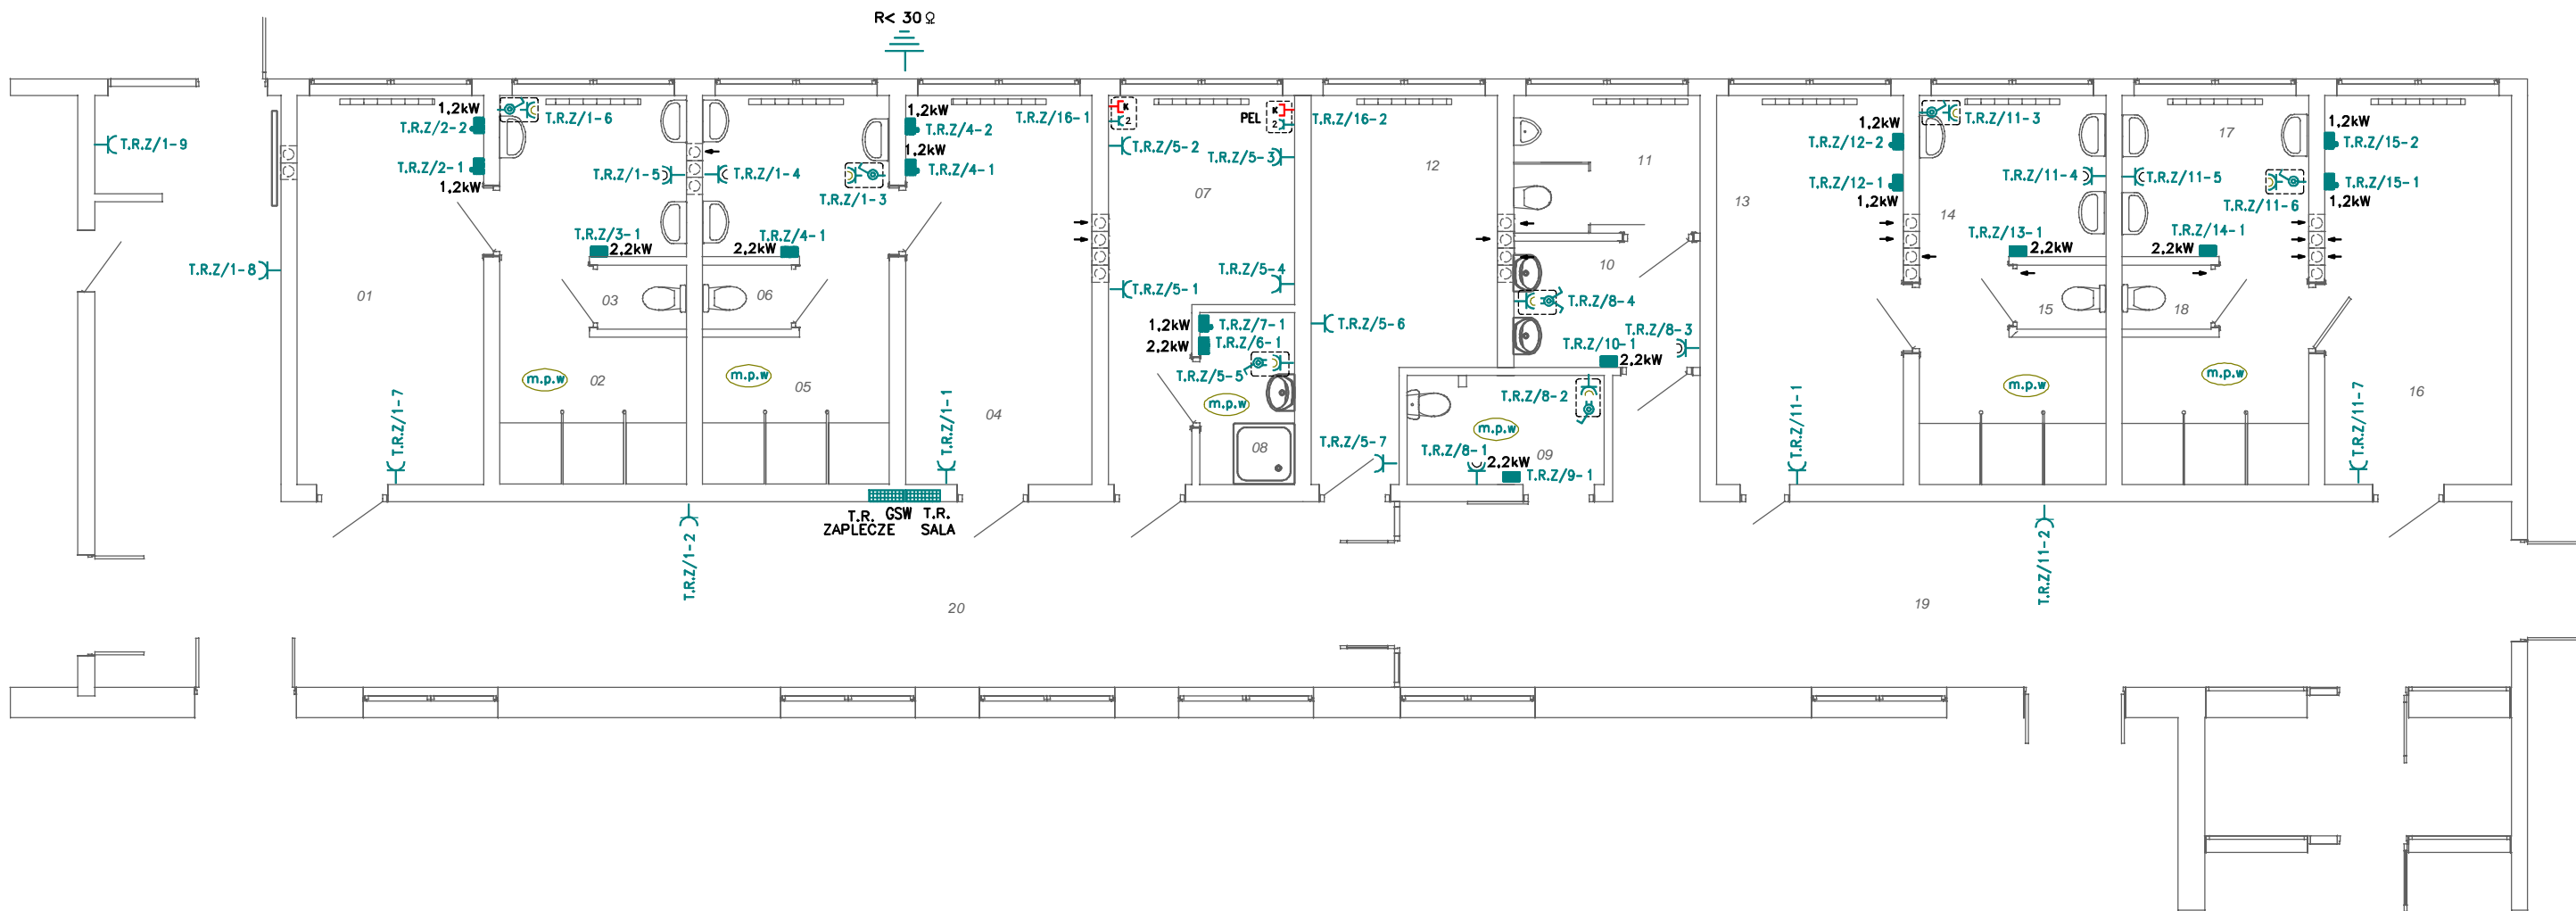 R< 30 Ω
T.R.Z/1-9
1,2kW
T.R.Z/2-2
T.R.Z/2-1
1,2kW
T.R.Z/1-6
T.R.Z/1-5
T.R.Z/1-4
T.R.Z/1-3
1,2kW
T.R.Z/4-2
1,2kW
T.R.Z/4-1
T.R.Z/16-1
K
2
T.R.Z/5-2
PEL
K
2
T.R.Z/16-2
T.R.Z/5-3
12
07
11
13
1,2kW
T.R.Z/12-2
T.R.Z/12-1
1,2kW
T.R.Z/11-3
14
T.R.Z/11-4
T.R.Z/11-5
17
T.R.Z/11-6
1,2kW
T.R.Z/15-2
T.R.Z/15-1
1,2kW
T.R.Z/1-8
01
T.R.Z/3-1
2,2kW
T.R.Z/4-1
2,2kW
03
06
T.R.Z/5-1
T.R.Z/5-4
10
T.R.Z/8-4
T.R.Z/13-1
2,2kW
T.R.Z/14-1
2,2kW
15
18
1,2kW
T.R.Z/7-1
2,2kW
T.R.Z/6-1
T.R.Z/5-5
T.R.Z/5-6
T.R.Z/8-3
T.R.Z/10-1
2,2kW
m.p.w
02
m.p.w
05
04
m.p.w
08
T.R.Z/5-7
T.R.Z/8-2
m.p.w
T.R.Z/8-1
2,2kW
09
T.R.Z/9-1
m.p.w
m.p.w
16
T.R.Z/1-7
T.R.Z/1-1
T.R.Z/11-1
T.R.Z/11-7
T.R. GSW T.R.
ZAPLECZE SALA
T.R.Z/1-2
T.R.Z/11-2
20
19